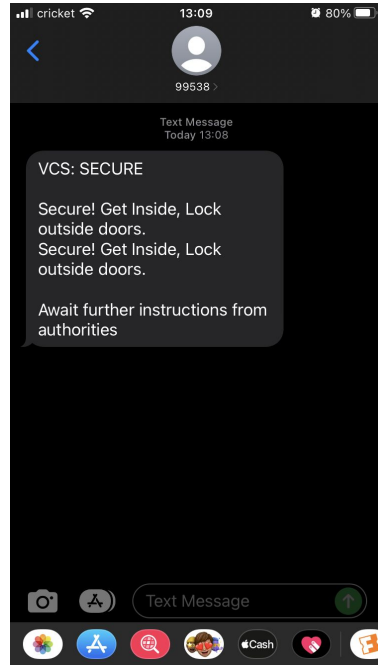 cricket 13:09 80%
99538 >
Text Message
Today 13:08
VCS: SECURE
Secure! Get Inside, Lock
outside doors.
Secure! Get Inside, Lock
outside doors.
Await further instructions from
authorities
Text Message
Cash